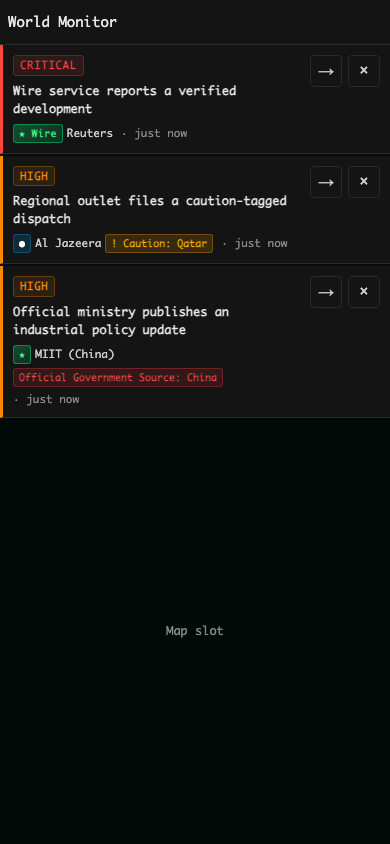 World Monitor
CRITICAL → ×
Wire service reports a verified
development
★ Wire Reuters · just now
HIGH → ×
Regional outlet files a caution-tagged
dispatch
● Al Jazeera ! Caution: Qatar · just now
HIGH → ×
Official ministry publishes an
industrial policy update
★ MIIT (China)
Official Government Source: China
· just now
Map slot